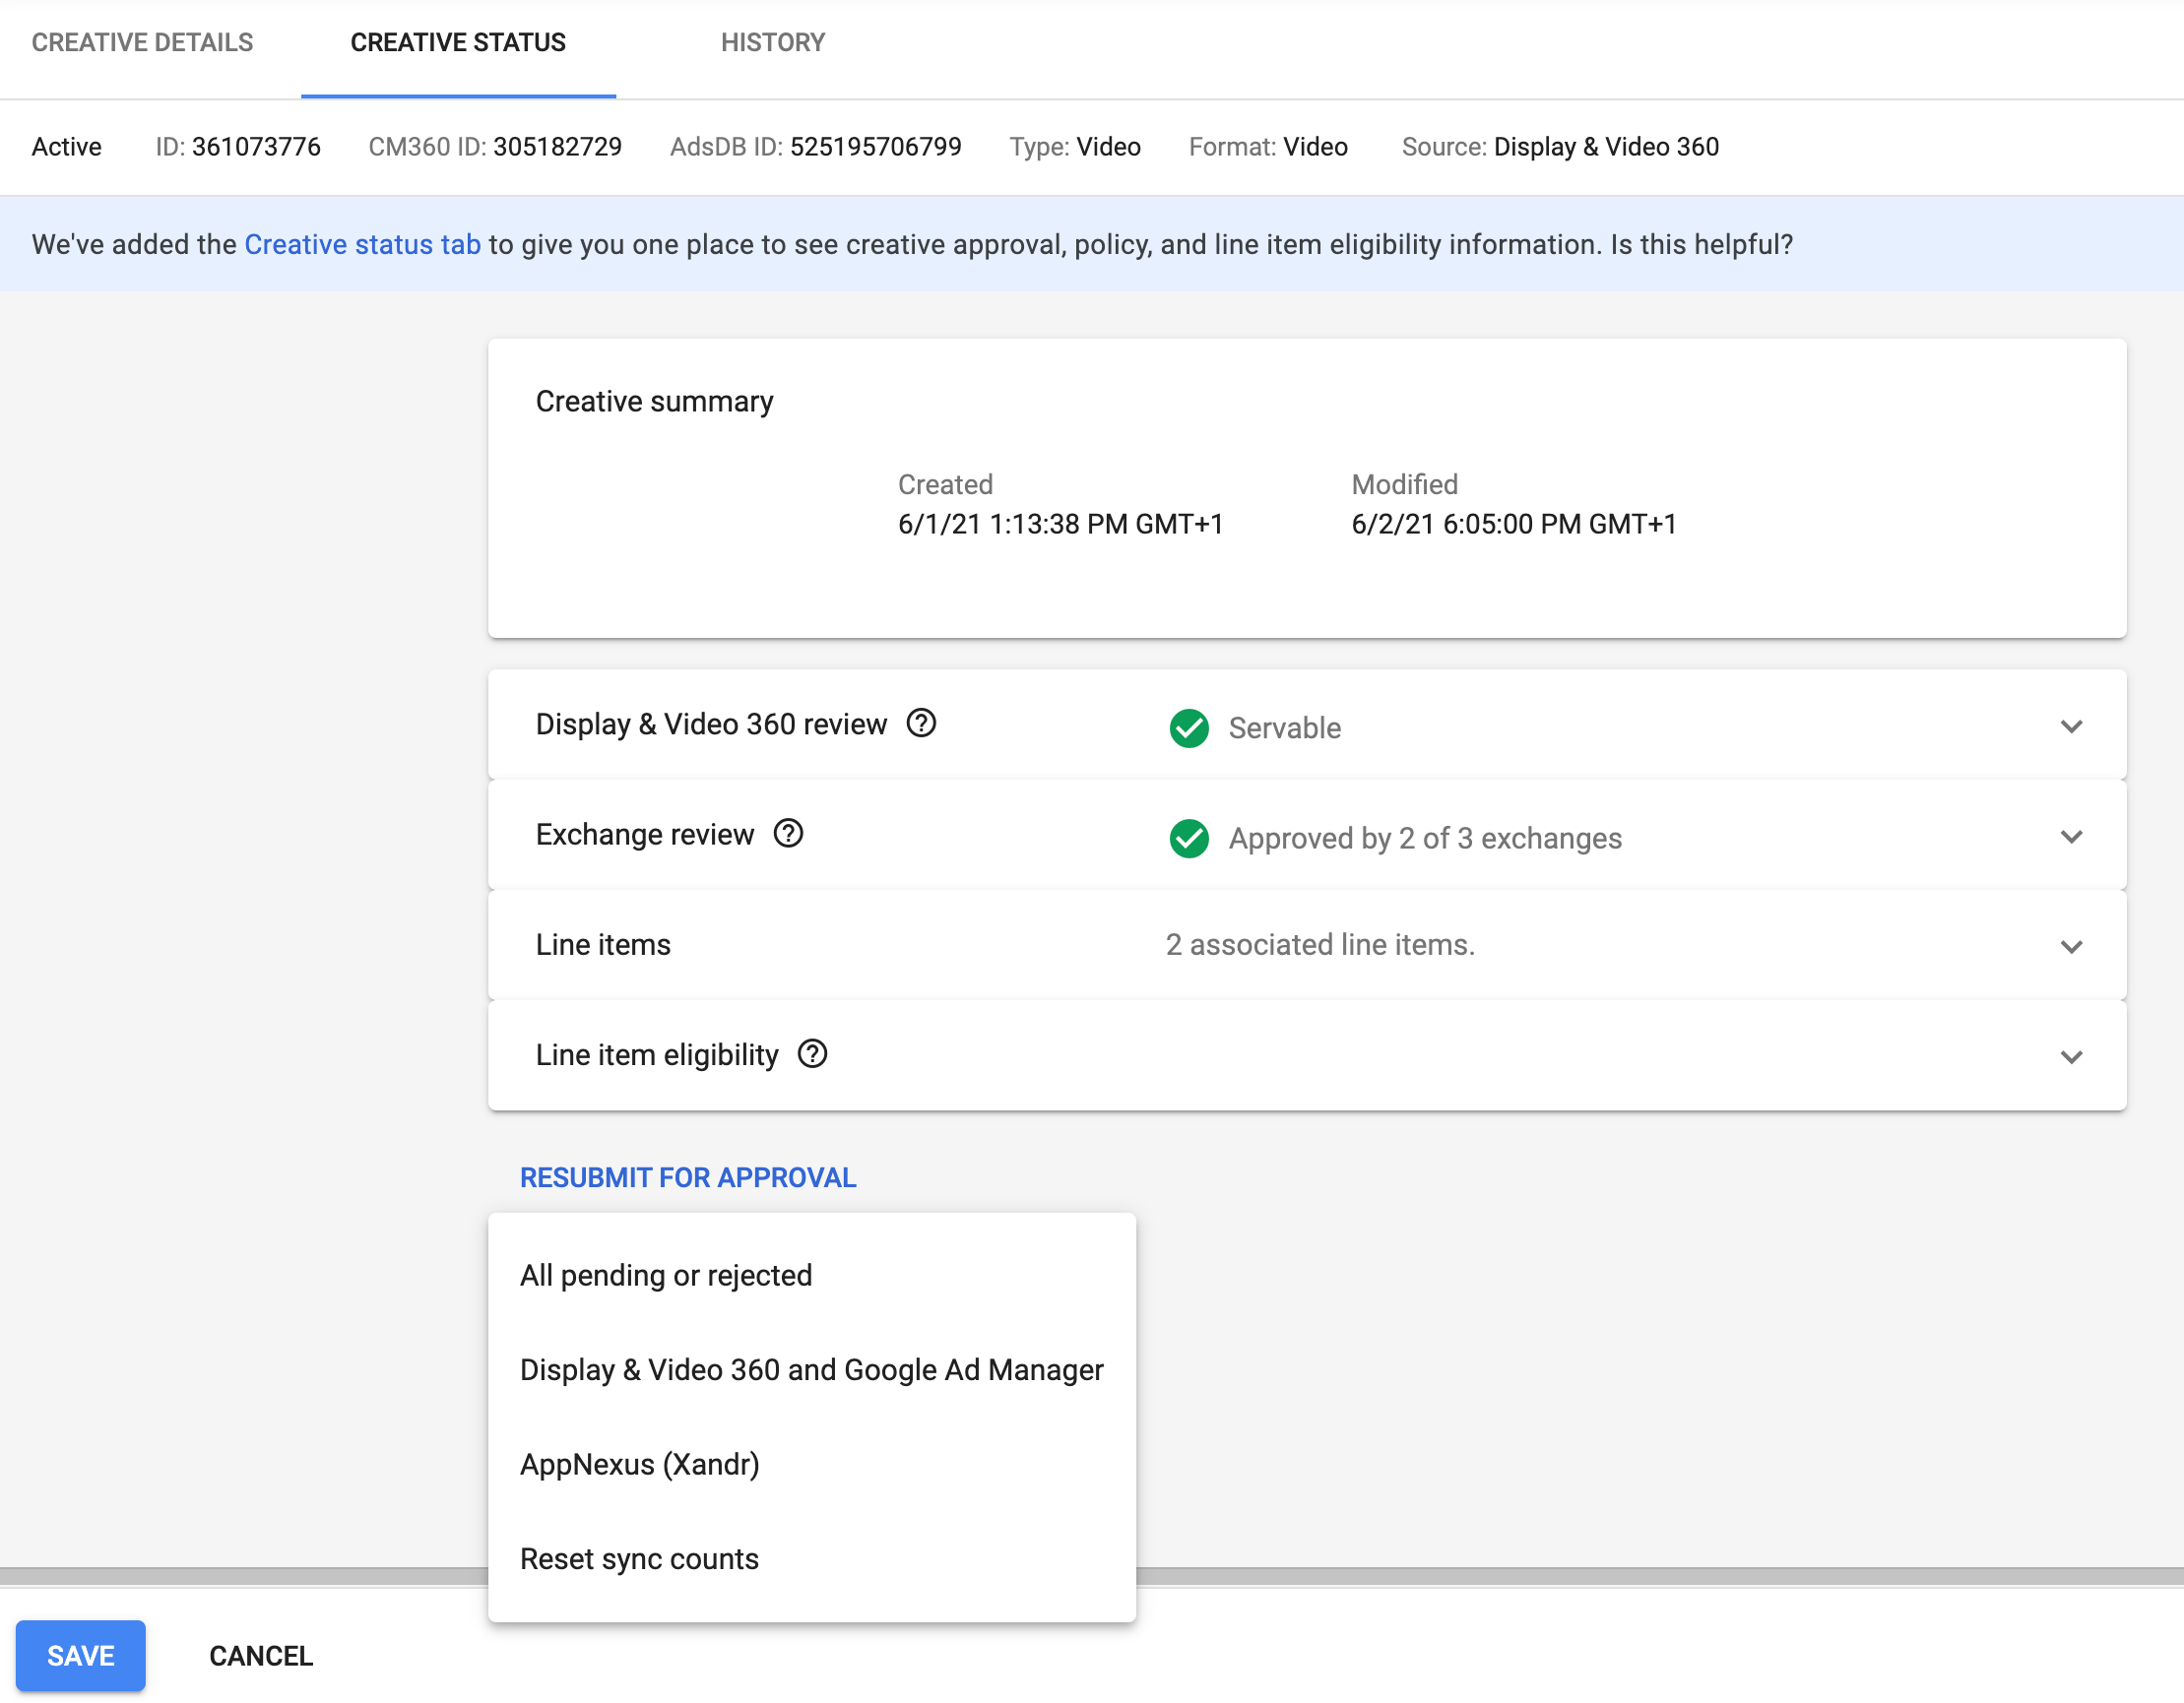 CREATIVE DETAILS CREATIVE STATUS HISTORY
Active ID: 361073776 CM360 ID: 305182729 AdsDB ID: 525195706799 Type: Video Format: Video Source: Display & Video 360
We've added the Creative status tab to give you one place to see creative approval, policy, and line item eligibility information. Is this helpful?
Creative summary
Created Modified
6/1/21 1:13:38 PM GMT+1 6/2/21 6:05:00 PM GMT+1
Display & Video 360 review Servable
Exchange review Approved by 2 of 3 exchanges
Line items 2 associated line items.
Line item eligibility
RESUBMIT FOR APPROVAL
All pending or rejected
Display & Video 360 and Google Ad Manager
AppNexus (Xandr)
Reset sync counts
SAVE CANCEL